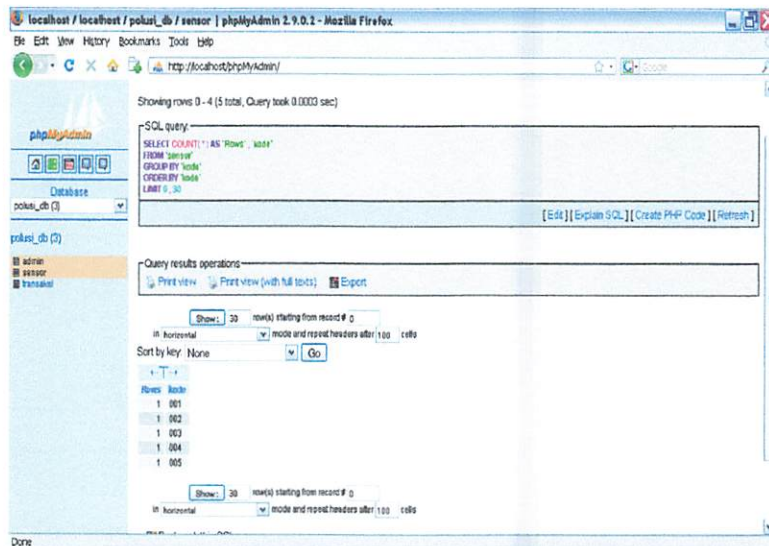 localhost / localhost / polusi_db / sensor | phpMyAdmin 2.9.0.2 - Mozilla Firefox
File Edit View History Bookmarks Tools Help
http://localhost/phpMyAdmin/
Google
phpMyAdmin
Database
polusi_db (3)
polusi_db (3)
admin
sensor
transaksi
Showing rows 0 - 4 (5 total, Query took 0.0003 sec)
SQL query:
SELECT COUNT( * ) AS `Rows` , `kode`
FROM `sensor`
GROUP BY `kode`
ORDER BY `kode`
LIMIT 0 , 30
[ Edit ] [ Explain SQL ] [ Create PHP Code ] [ Refresh ]
Query results operations
Print view Print view (with full texts) Export
Show : 30 row(s) starting from record # 0
in horizontal mode and repeat headers after 100 cells
Sort by key: None Go
←T→
Rows kode
1 001
1 002
1 003
1 004
1 005
Show : 30 row(s) starting from record # 0
in horizontal mode and repeat headers after 100 cells
Done